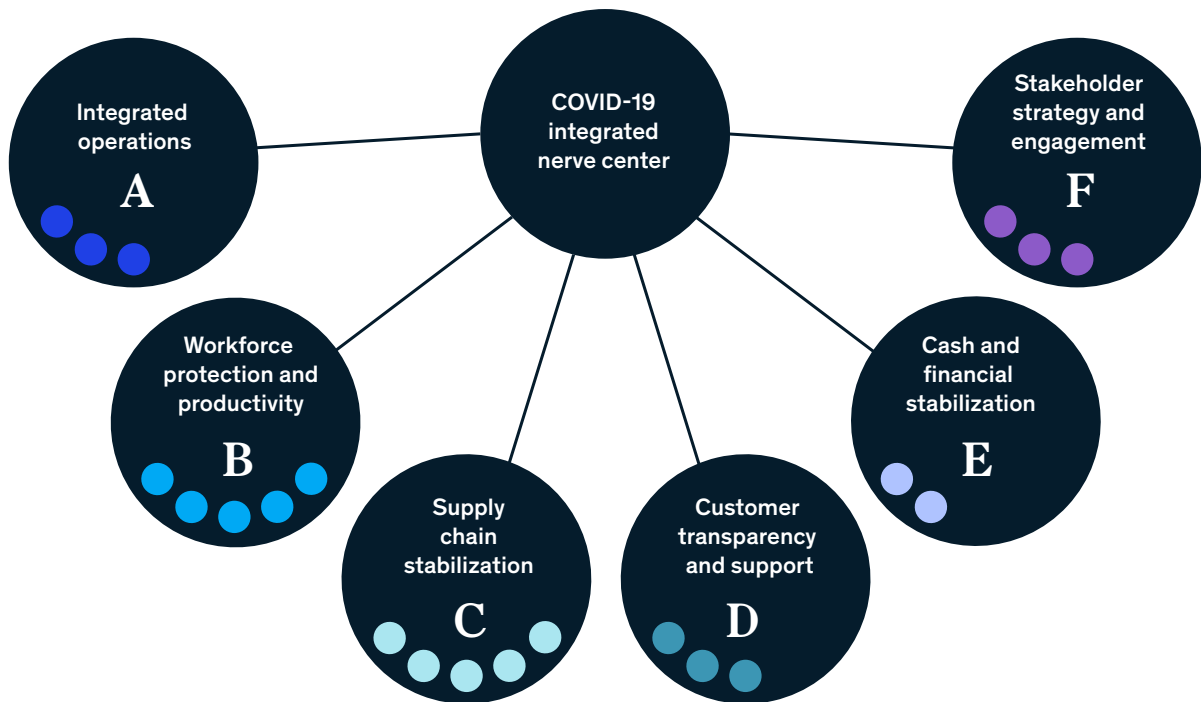 COVID-19
integrated
nerve center
Integrated
operations
A
Workforce
protection and
productivity
B
Supply
chain
stabilization
C
Customer
transparency
and support
D
Cash and
financial
stabilization
E
Stakeholder
strategy and
engagement
F